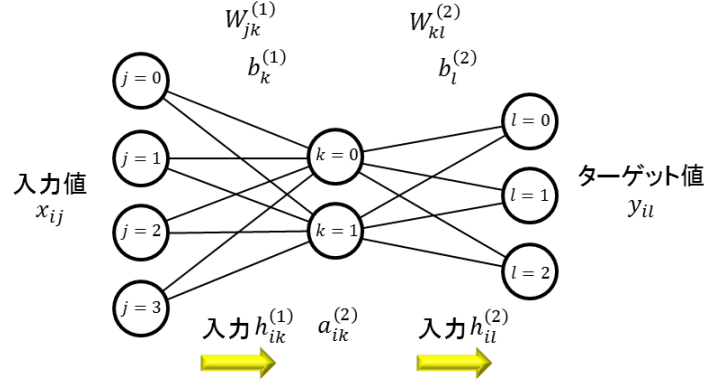 W_{jk}^{(1)}
W_{kl}^{(2)}
b_k^{(1)}
b_l^{(2)}
j = 0
j = 1
j = 2
j = 3
k = 0
k = 1
l = 0
l = 1
l = 2
入力値
x_{ij}
ターゲット値
y_{il}
入力 h_{ik}^{(1)}
a_{ik}^{(2)}
入力 h_{il}^{(2)}